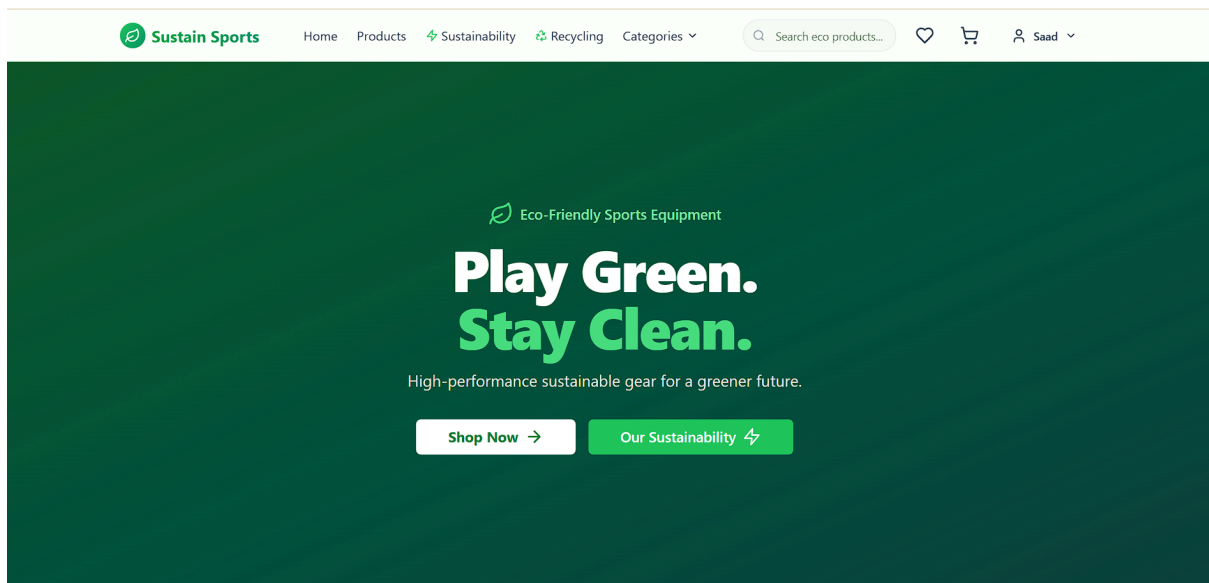 Sustain Sports
Home
Products
Sustainability
Recycling
Categories
Search eco products...
Saad
Eco-Friendly Sports Equipment
Play Green.
Stay Clean.
High-performance sustainable gear for a greener future.
Shop Now
Our Sustainability